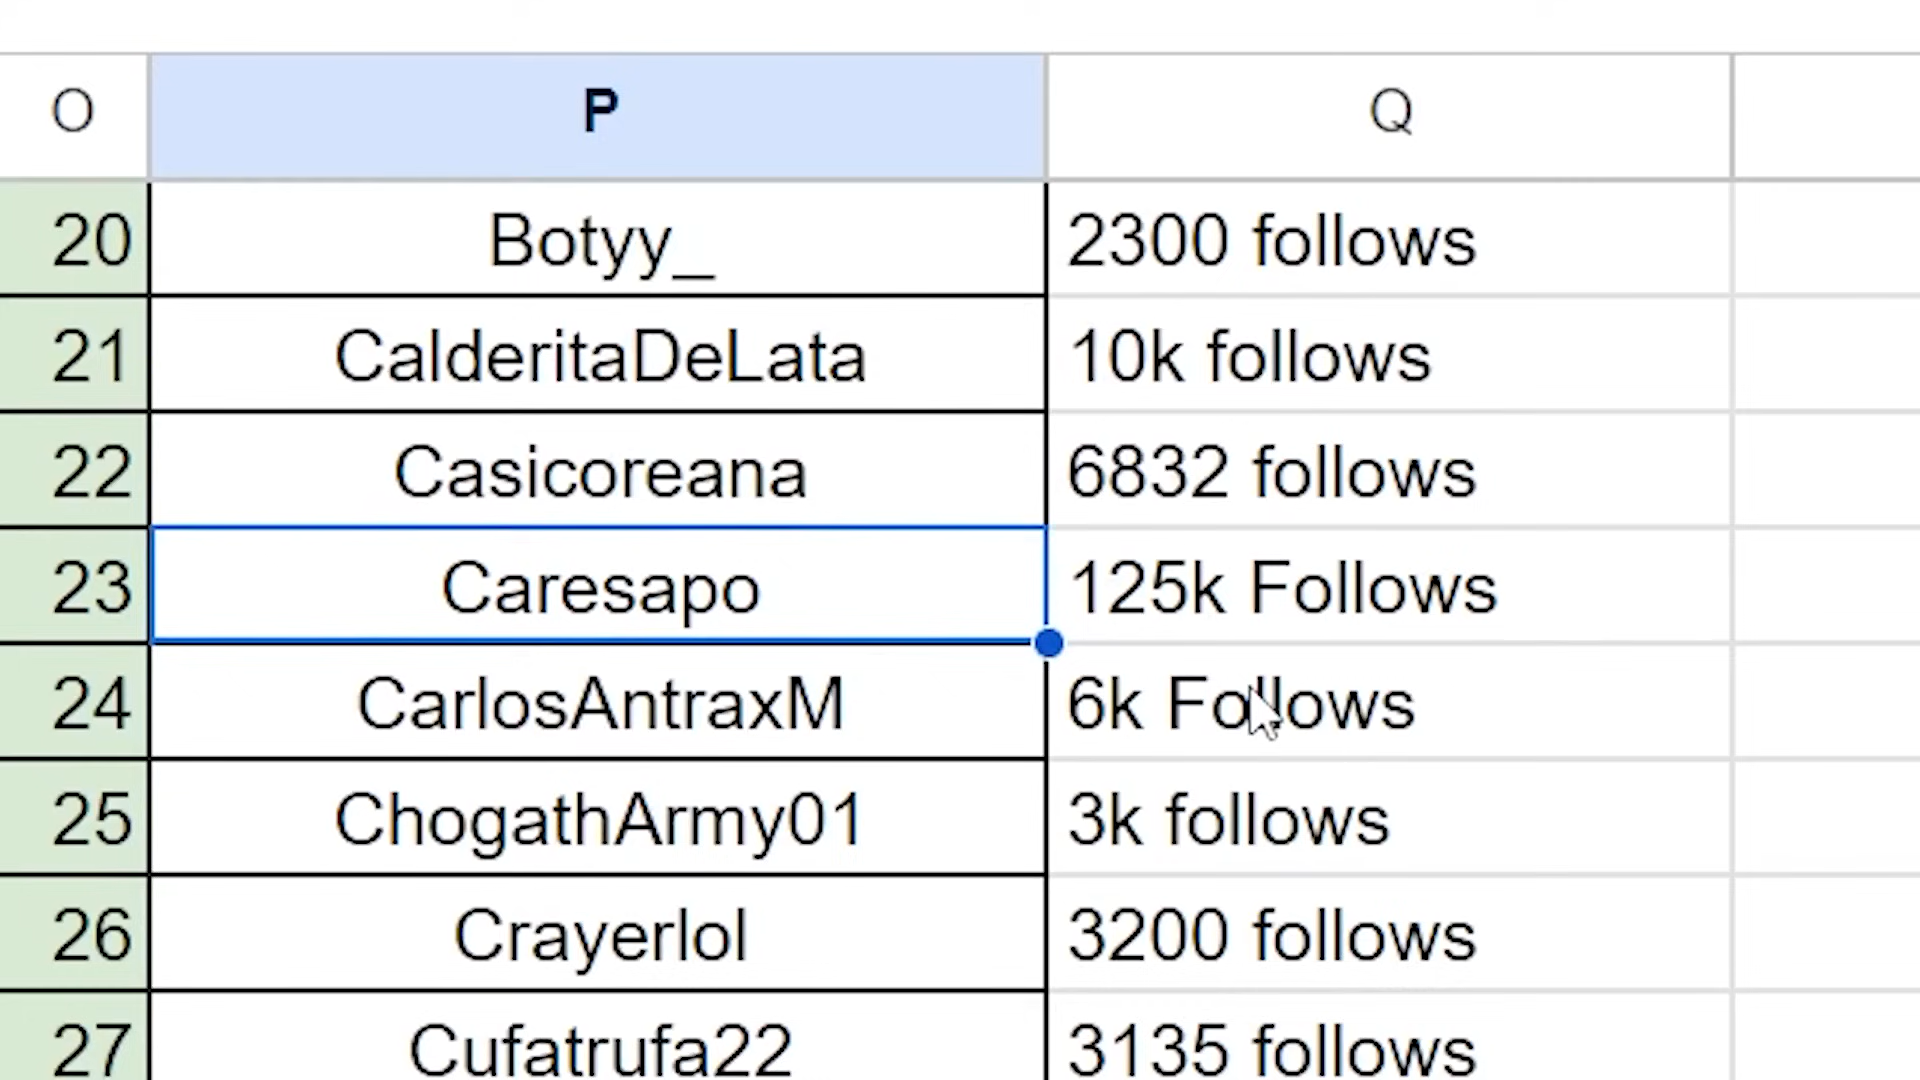 O P Q
20 Botyy_ 2300 follows
21 CalderitaDeLata 10k follows
22 Casicoreana 6832 follows
23 Caresapo 125k Follows
24 CarlosAntraxM 6k Follows
25 ChogathArmy01 3k follows
26 Crayerlol 3200 follows
27 Cufatrufa22 3135 follows